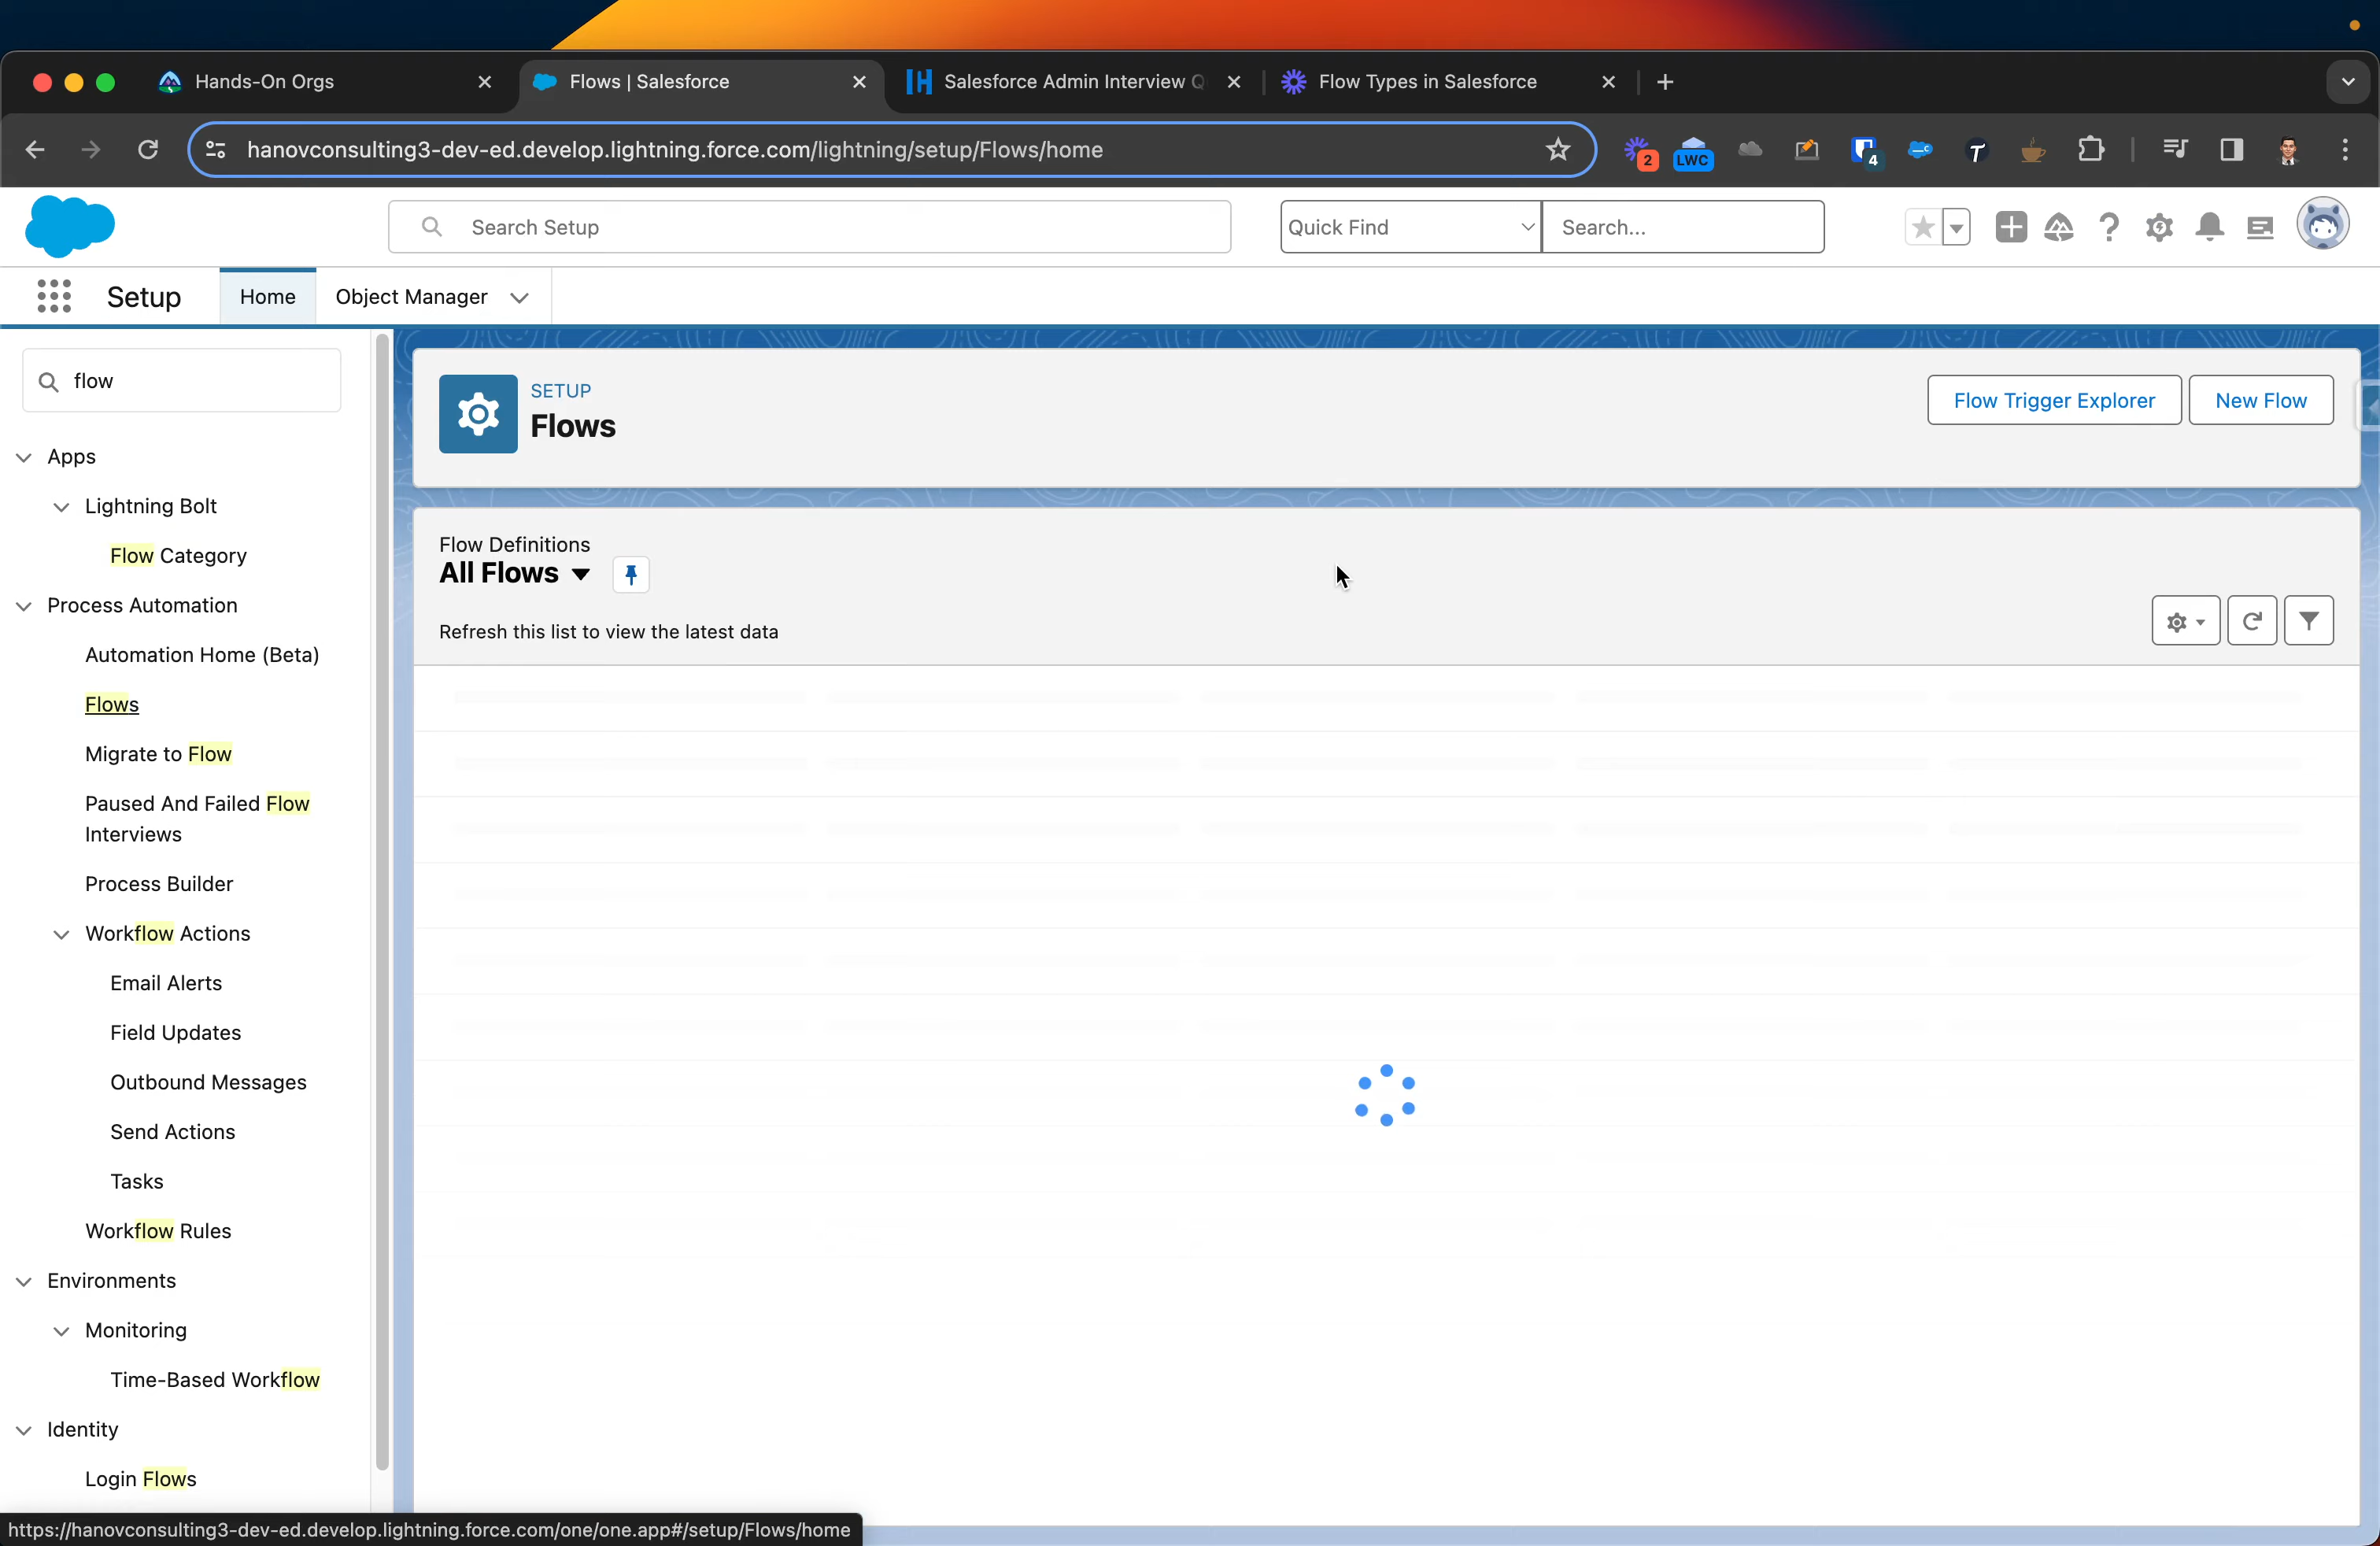 Hands-On Orgs
Flows | Salesforce
Salesforce Admin Interview Q
Flow Types in Salesforce
hanovconsulting3-dev-ed.develop.lightning.force.com/lightning/setup/Flows/home
2
LWC
4
Search Setup
Quick Find
Search...
Setup
Home
Object Manager
flow
SETUP
Flows
Flow Trigger Explorer
New Flow
Apps
Lightning Bolt
Flow Category
Process Automation
Automation Home (Beta)
Flows
Migrate to Flow
Paused And Failed Flow
Interviews
Process Builder
Workflow Actions
Email Alerts
Field Updates
Outbound Messages
Send Actions
Tasks
Workflow Rules
Environments
Monitoring
Time-Based Workflow
Identity
Login Flows
Flow Definitions
All Flows
Refresh this list to view the latest data
https://hanovconsulting3-dev-ed.develop.lightning.force.com/one/one.app#/setup/Flows/home